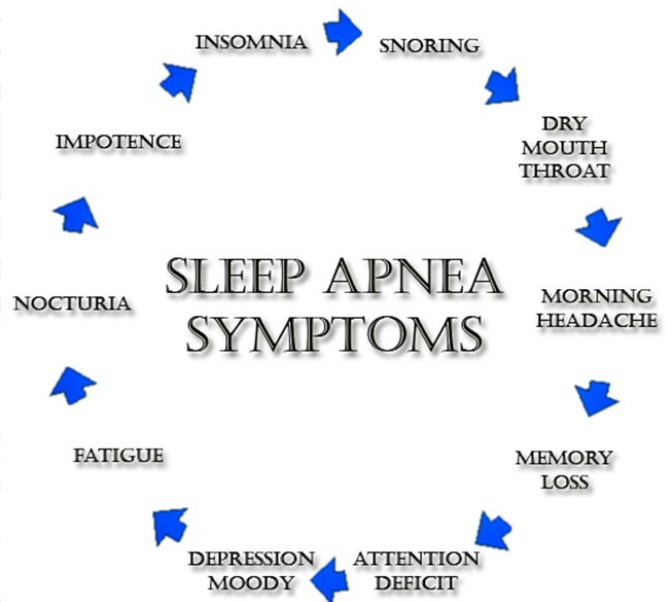 SLEEP APNEA
SYMPTOMS
INSOMNIA
SNORING
DRY
MOUTH
THROAT
MORNING
HEADACHE
MEMORY
LOSS
ATTENTION
DEFICIT
DEPRESSION
MOODY
FATIGUE
NOCTURIA
IMPOTENCE